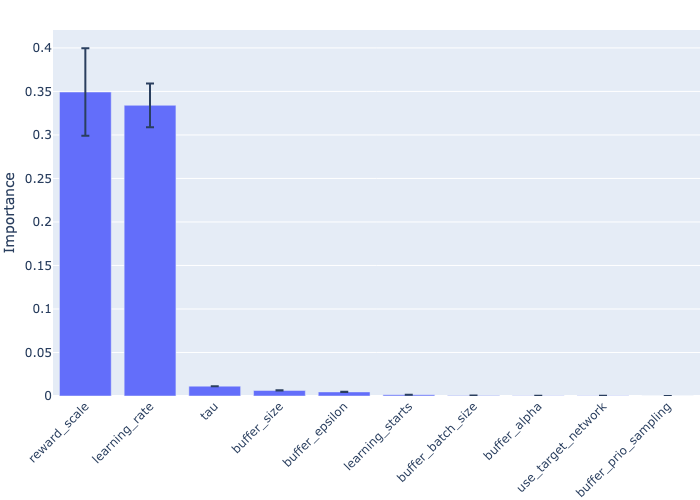 0.4
0.35
0.3
0.25
0.2
0.15
0.1
0.05
0
Importance
reward_scale
learning_rate
tau
buffer_size
buffer_epsilon
learning_starts
buffer_batch_size
buffer_alpha
use_target_network
buffer_prio_sampling